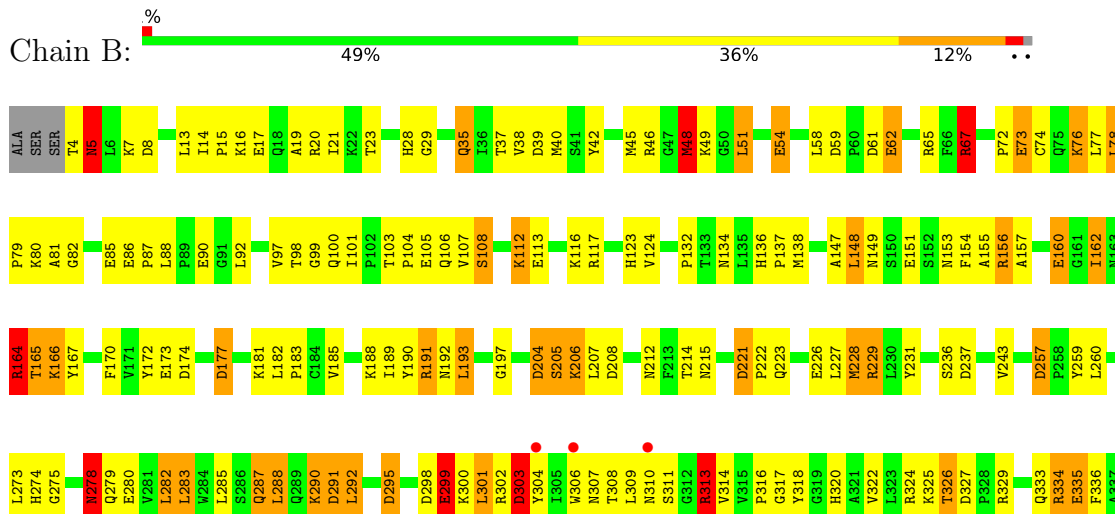 .%
Chain B:
49% 36% 12% • •
ALA SER SER T4 N5 L6 K7 D8 L13 I14 P15 K16 E17 Q18 A19 R20 I21 K22 T23 H28 G29 Q35 I36 T37 V38 D39 M40 S41 Y42 M45 R46 G47 M48 K49 G50 L51 E54 L58 D59 P60 D61 E62 R65 F66 R67 P72 E73 C74 Q75 K76 L77 L78
P79 K80 A81 G82 E85 E86 P87 L88 P89 E90 G91 L92 V97 T98 G99 Q100 I101 P102 T103 P104 E105 Q106 V107 S108 K112 E113 K116 R117 H123 V124 P132 T133 N134 L135 H136 P137 M138 A147 L148 N149 S150 E151 S152 N153 F154 A155 R156 A157 E160 G161 I162 N163
R164 T165 K166 Y167 F170 V171 Y172 E173 D174 D177 K181 L182 P183 C184 V185 K188 I189 Y190 R191 N192 L193 G197 D204 S205 K206 L207 D208 N212 F213 T214 N215 D221 P222 Q223 E226 L227 M228 R229 L230 Y231 S236 D237 V243 D257 P258 Y259 L260
L273 H274 G275 N278 Q279 E280 V281 L282 L283 W284 L285 S286 Q287 L288 Q289 K290 D291 L292 D295 D298 E299 K300 L301 R302 D303 Y304 I305 W306 N307 T308 L309 N310 S311 G312 R313 V314 V315 P316 G317 Y318 G319 H320 A321 V322 L323 R324 K325 T326 D327 P328 R329 Q333 R334 E335 F336 A337